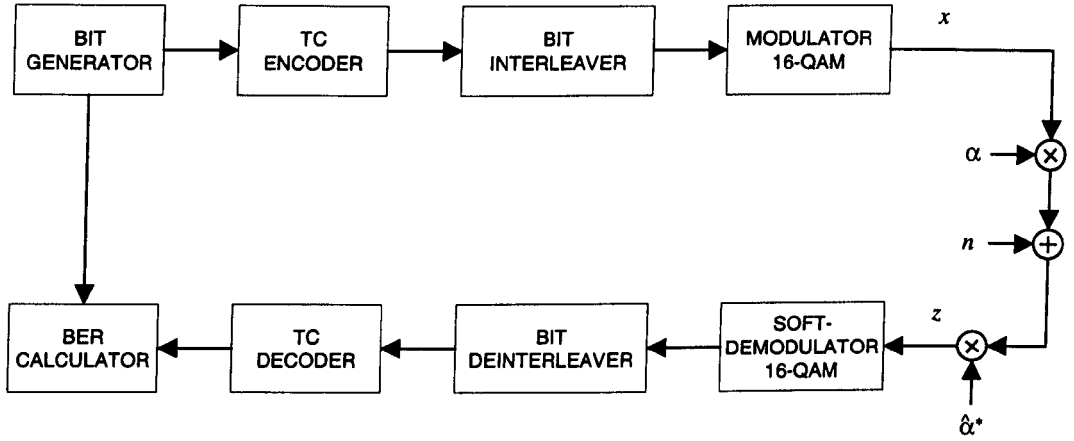 BIT
GENERATOR
TC
ENCODER
BIT
INTERLEAVER
MODULATOR
16-QAM
x
α
n
z
BER
CALCULATOR
TC
DECODER
BIT
DEINTERLEAVER
SOFT-
DEMODULATOR
16-QAM
α̂*